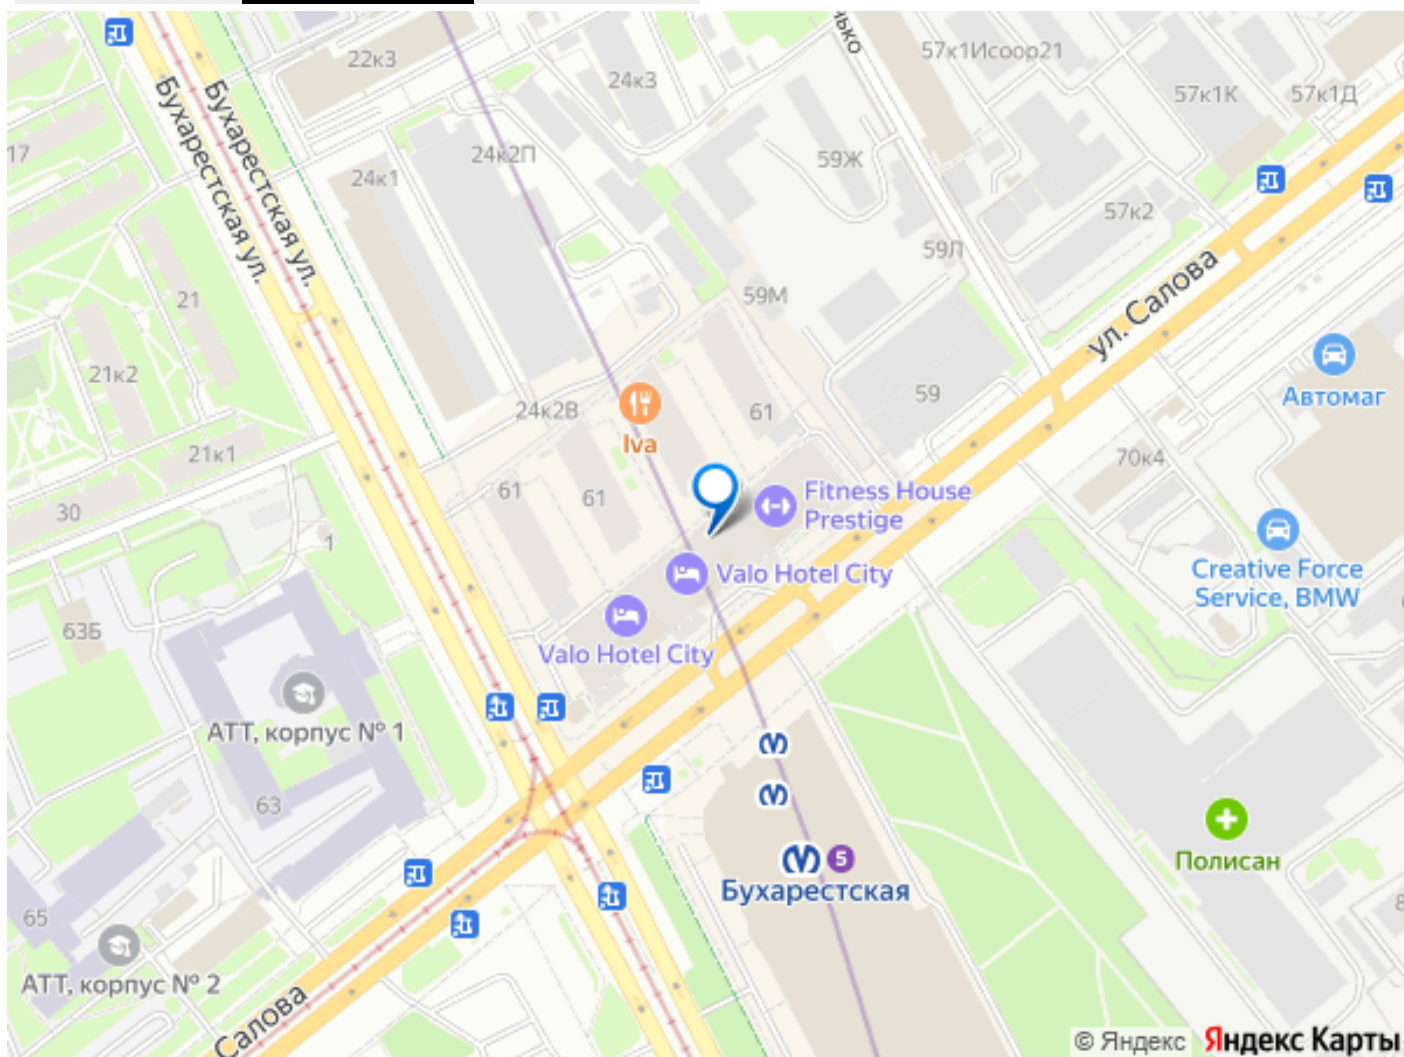 22к3
24к3
57к1Исоор21
57к1К
57к1Д
Бухарестская ул.
Бухарестская ул.
17
24к1
24к2П
59Ж
57к2
59Л
21
59М
ул. Салова
21к2
24к2В
Iva
61
59
Автомаг
21к1
30
61
61
Fitness House
Prestige
70к4
1
Valo Hotel City
Creative Force
Service, BMW
63Б
Valo Hotel City
АТТ, корпус № 1
63
5
Бухарестская
Полисан
65
8
АТТ, корпус № 2
Салова
© Яндекс Яндекс Карты